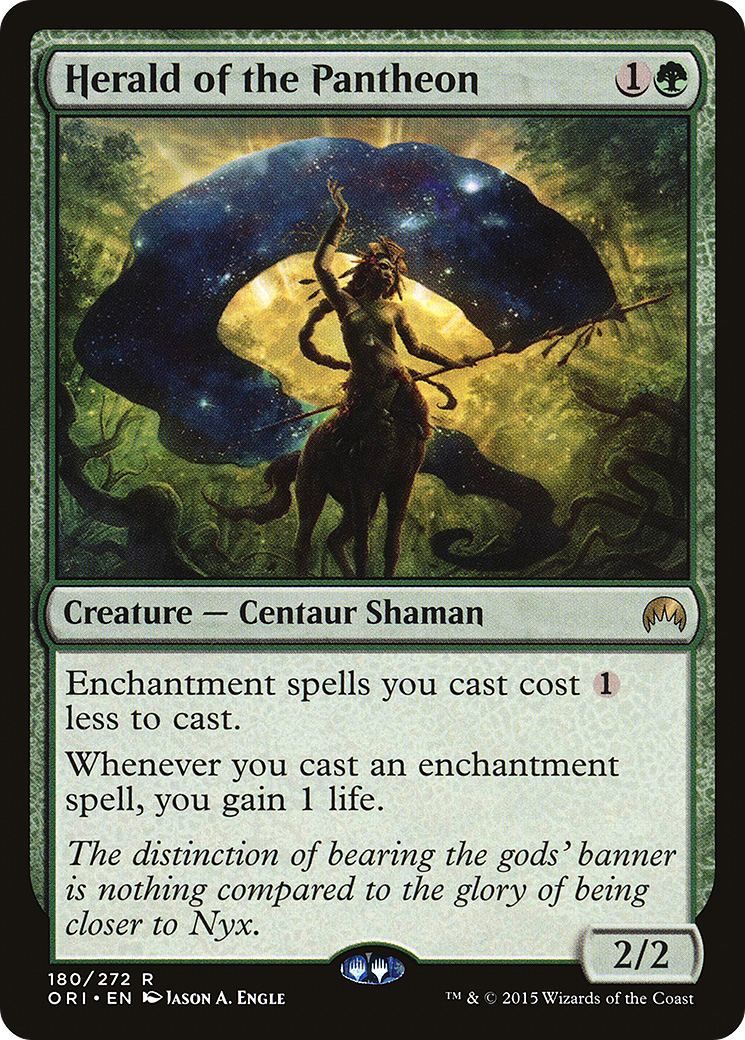 Herald of the Pantheon 1
Creature — Centaur Shaman
Enchantment spells you cast cost 1
less to cast.
Whenever you cast an enchantment
spell, you gain 1 life.
The distinction of bearing the gods’ banner
is nothing compared to the glory of being
closer to Nyx.
2/2
180/272 R
ORI • EN Jason A. Engle
™ & © 2015 Wizards of the Coast